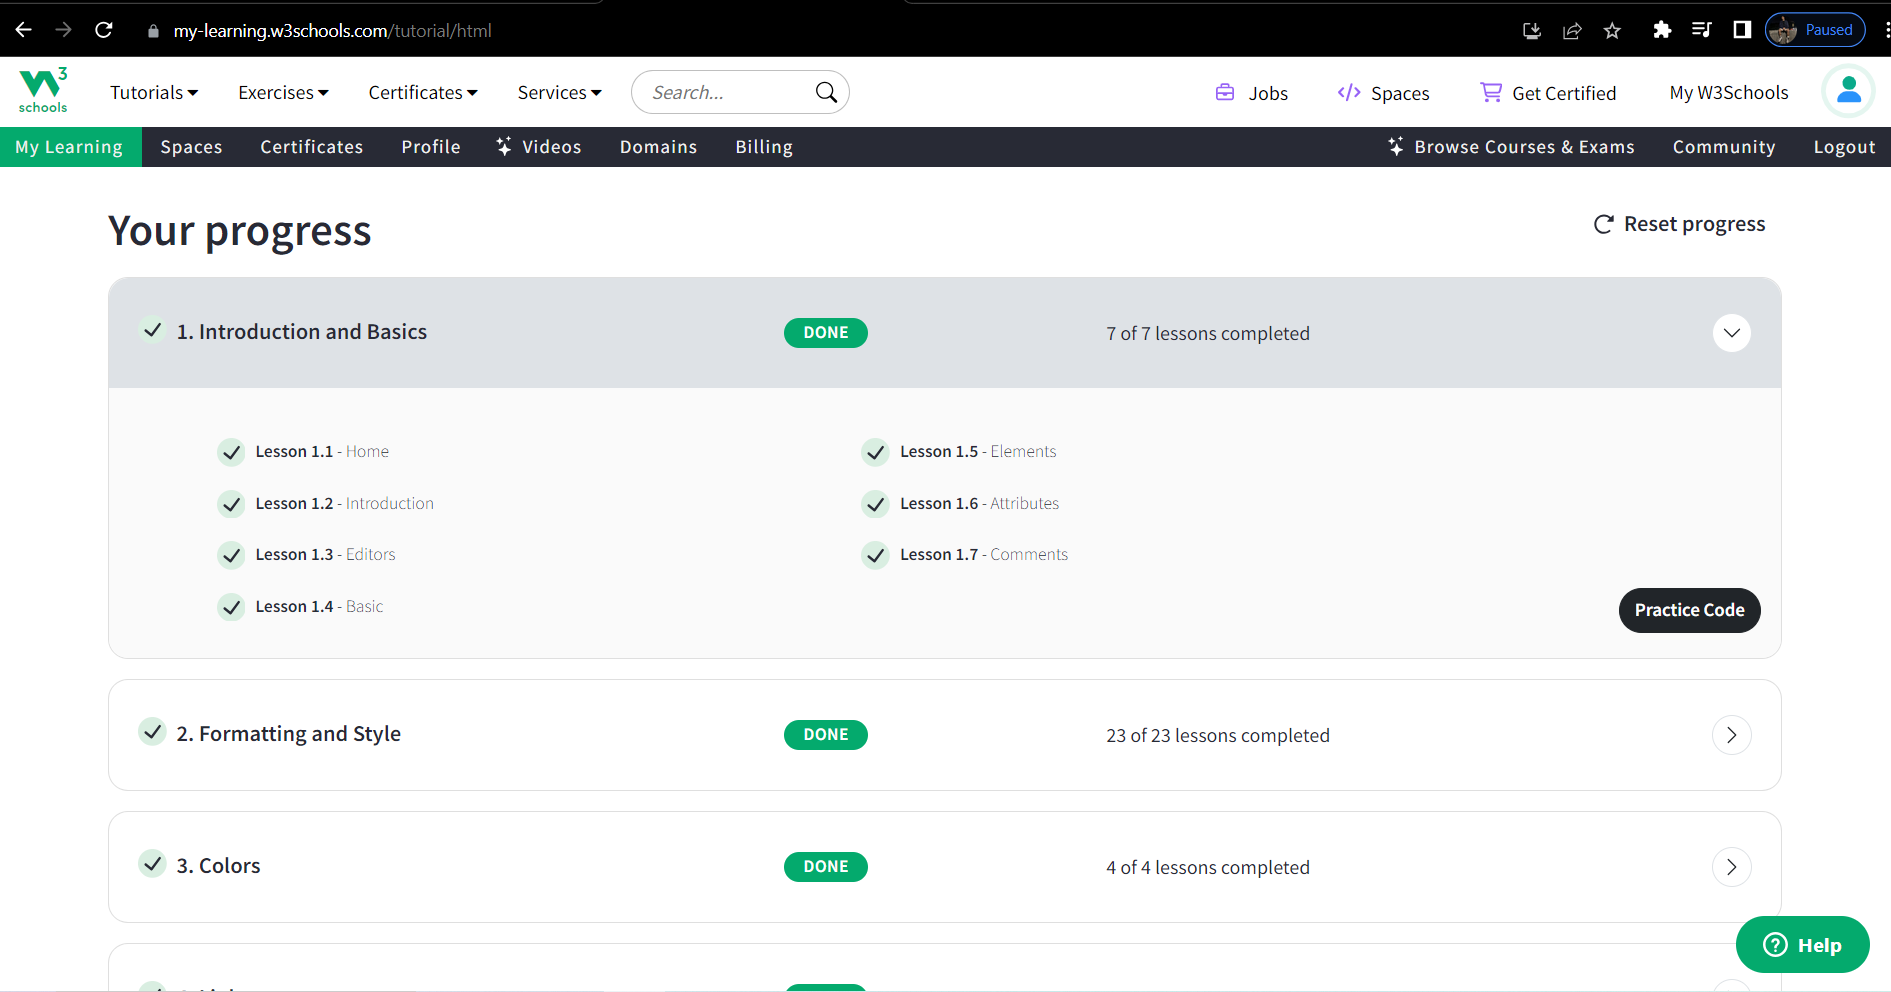 my-learning.w3schools.com/tutorial/html
Paused
W3 schools
Tutorials Exercises Certificates Services Search... Jobs Spaces Get Certified My W3Schools
My Learning Spaces Certificates Profile Videos Domains Billing Browse Courses & Exams Community Logout
Your progress
Reset progress
1. Introduction and Basics DONE 7 of 7 lessons completed
Lesson 1.1 - Home
Lesson 1.2 - Introduction
Lesson 1.3 - Editors
Lesson 1.4 - Basic
Lesson 1.5 - Elements
Lesson 1.6 - Attributes
Lesson 1.7 - Comments
Practice Code
2. Formatting and Style DONE 23 of 23 lessons completed
3. Colors DONE 4 of 4 lessons completed
Help